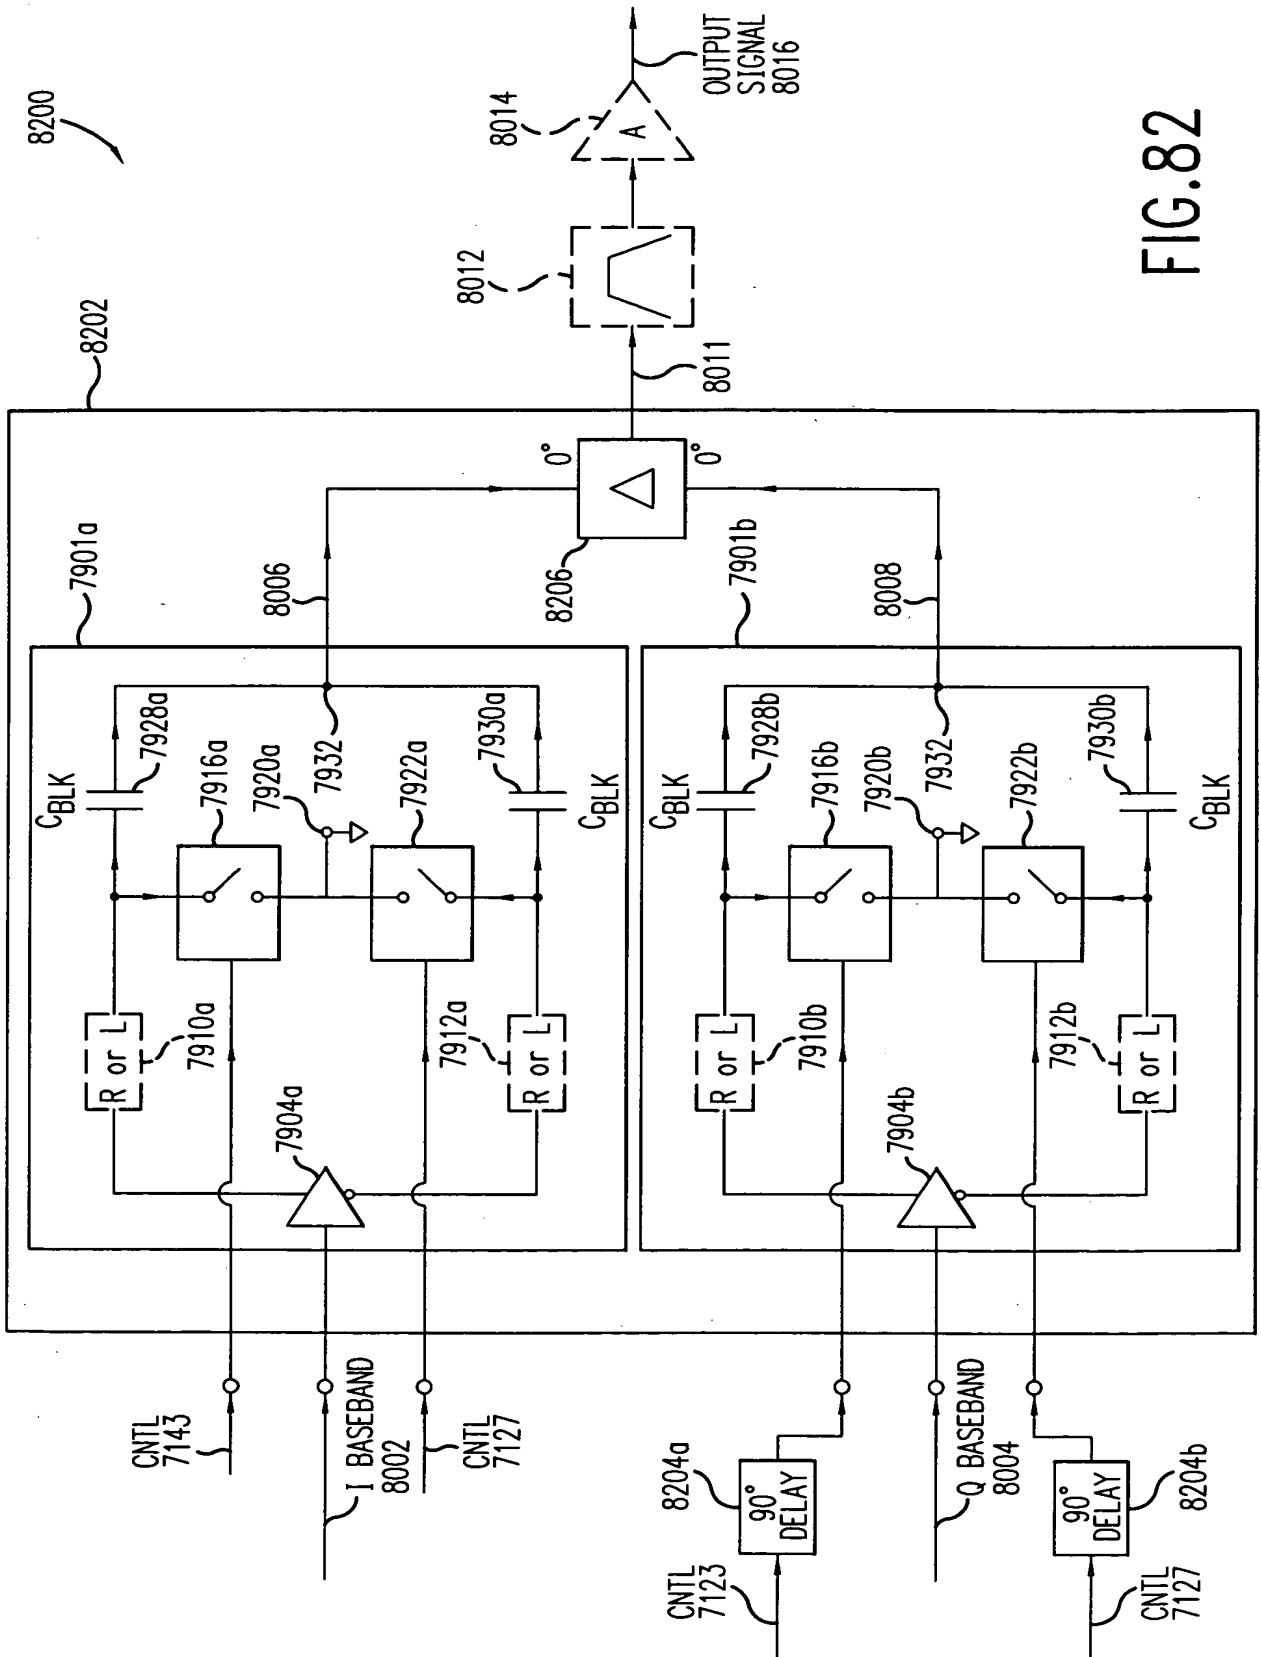 8200
8202
7901a
C_BLK
7928a
R or L
7910a
7916a
CNTL
7143
7904a
7920a
8006
I BASEBAND
8002
7932
7922a
CNTL
7127
7912a
R or L
7930a
C_BLK
8012
8014
0°
A
8206
8011
OUTPUT
SIGNAL
8016
0°
7901b
C_BLK
7928b
R or L
7910b
7916b
8204a
90°
DELAY
CNTL
7123
7904b
7920b
8008
Q BASEBAND
8004
7932
7922b
7912b
R or L
7930b
C_BLK
90°
DELAY
8204b
CNTL
7127
FIG.82